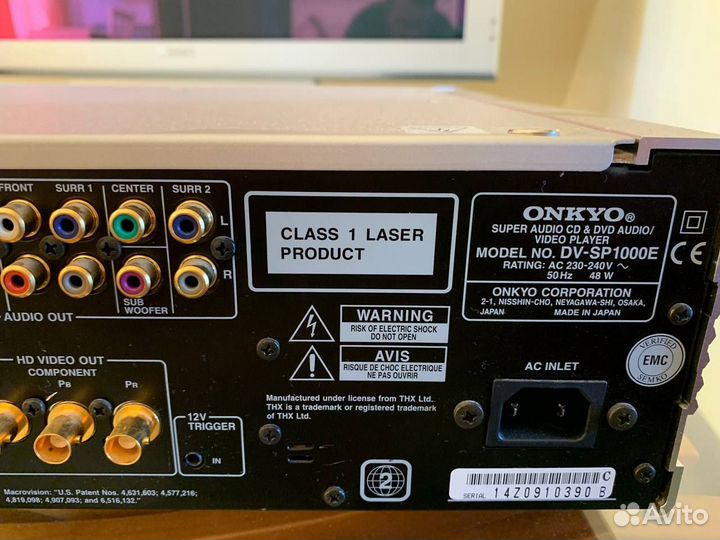 FRONT SURR 1 CENTER SURR 2
L
R
SUB
WOOFER
AUDIO OUT
HD VIDEO OUT
COMPONENT
PB PR
12V
TRIGGER
IN
Macrovision: "U.S. Patent Nos. 4,631,603; 4,577,216;
4,819,098; 4,907,093; and 6,516,132."
CLASS 1 LASER
PRODUCT
WARNING
RISK OF ELECTRIC SHOCK
DO NOT OPEN
AVIS
RISQUE DE CHOC ELECTRIQUE
NE PAS OUVRIR
Manufactured under license from THX Ltd.
THX is a trademark or registered trademark
of THX Ltd.
2
ONKYO®
SUPER AUDIO CD & DVD AUDIO/
VIDEO PLAYER
MODEL NO. DV-SP1000E
RATING: AC 230-240V ~
50Hz 48 W
ONKYO CORPORATION
2-1, NISSHIN-CHO, NEYAGAWA-SHI, OSAKA,
JAPAN MADE IN JAPAN
CE
VERIFIED
EMC
SEMKO
AC INLET
C
SERIAL 14Z0910390 B
Avito